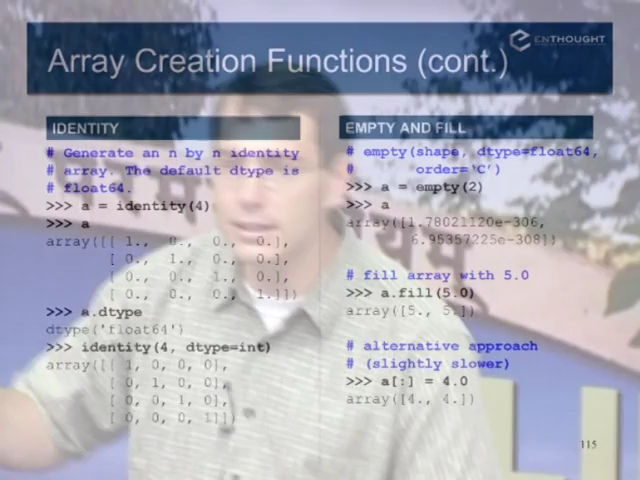 ENTHOUGHT
Array Creation Functions (cont.)
IDENTITY
# Generate an n by n identity
# array. The default dtype is
# float64.
>>> a = identity(4)
>>> a
array([[ 1., 0., 0., 0.],
[ 0., 1., 0., 0.],
[ 0., 0., 1., 0.],
[ 0., 0., 0., 1.]])
>>> a.dtype
dtype('float64')
>>> identity(4, dtype=int)
array([[ 1, 0, 0, 0],
[ 0, 1, 0, 0],
[ 0, 0, 1, 0],
[ 0, 0, 0, 1]])
EMPTY AND FILL
# empty(shape, dtype=float64,
# order='C')
>>> a = empty(2)
>>> a
array([1.78021120e-306,
6.95357225e-308])
# fill array with 5.0
>>> a.fill(5.0)
array([5., 5.])
# alternative approach
# (slightly slower)
>>> a[:] = 4.0
array([4., 4.])
115